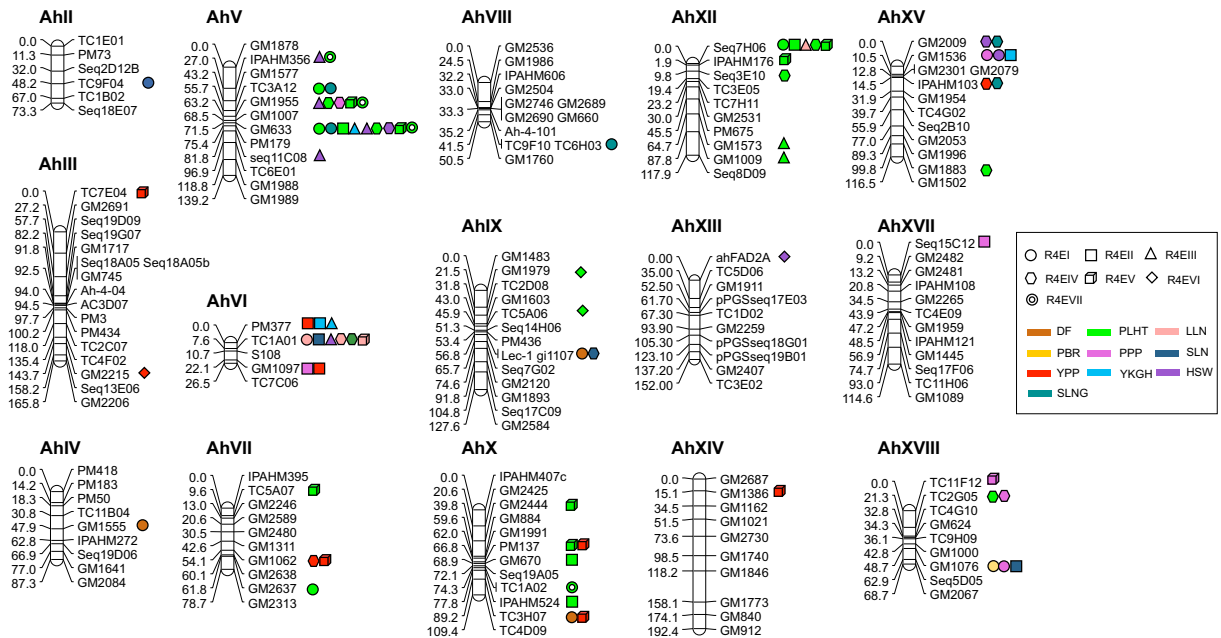 AhII
0.0 TC1E01
11.3 PM73
32.0 Seq2D12B
48.2 TC9F04
67.0 TC1B02
73.3 Seq18E07
AhV
0.0 GM1878
27.0 IPAHM356
43.2 GM1577
55.7 TC3A12
63.2 GM1955
68.5 GM1007
71.5 GM633
75.4 PM179
81.8 seq11C08
96.9 TC6E01
118.8 GM1988
139.2 GM1989
AhVIII
0.0 GM2536
24.5 GM1986
32.2 IPAHM606
33.0 GM2504
33.3 GM2746 GM2689
GM2690 GM660
35.2 Ah-4-101
41.5 TC9F10 TC6H03
50.5 GM1760
AhXII
0.0 Seq7H06
1.9 IPAHM176
9.8 Seq3E10
19.4 TC3E05
23.2 TC7H11
30.0 GM2531
45.5 PM675
64.7 GM1573
87.8 GM1009
117.9 Seq8D09
AhXV
0.0 GM2009
10.5 GM1536
12.8 GM2301 GM2079
14.5 IPAHM103
31.9 GM1954
39.7 TC4G02
55.9 Seq2B10
77.0 GM2053
89.3 GM1996
99.8 GM1883
116.5 GM1502
AhIII
0.0 TC7E04
27.2 GM2691
57.7 Seq19D09
82.2 Seq19G07
91.8 GM1717
92.5 Seq18A05 Seq18A05b
GM745
94.0 Ah-4-04
94.5 AC3D07
97.7 PM3
100.2 PM434
118.0 TC2C07
135.4 TC4F02
143.7 GM2215
158.2 Seq13E06
165.8 GM2206
AhVI
0.0 PM377
7.6 TC1A01
10.7 S108
22.1 GM1097
26.5 TC7C06
AhIX
0.0 GM1483
21.5 GM1979
31.8 TC2D08
43.0 GM1603
45.9 TC5A06
51.3 Seq14H06
53.4 PM436
56.8 Lec-1 gi1107
65.7 Seq7G02
74.6 GM2120
91.8 GM1893
104.8 Seq17C09
127.6 GM2584
AhXIII
0.00 ahFAD2A
35.00 TC5D06
52.50 GM1911
61.70 pPGSseq17E03
67.30 TC1D02
93.90 GM2259
105.30 pPGSseq18G01
123.10 pPGSseq19B01
137.20 GM2407
152.00 TC3E02
AhXVII
0.0 Seq15C12
9.2 GM2482
13.2 GM2481
20.8 IPAHM108
34.5 GM2265
43.9 TC4E09
47.2 GM1959
48.5 IPAHM121
56.9 GM1445
74.7 Seq17F06
93.0 TC11H06
114.6 GM1089
R4EI R4EII R4EIII
R4EIV R4EV R4EVI
R4EVII
DF PLHT LLN
PBR PPP SLN
YPP YKGH HSW
SLNG
AhIV
0.0 PM418
14.2 PM183
18.3 PM50
30.8 TC11B04
47.9 GM1555
62.8 IPAHM272
66.9 Seq19D06
77.0 GM1641
87.3 GM2084
AhVII
0.0 IPAHM395
9.6 TC5A07
13.0 GM2246
20.6 GM2589
30.5 GM2480
42.6 GM1311
54.1 GM1062
60.1 GM2638
61.8 GM2637
78.7 GM2313
AhX
0.0 IPAHM407c
20.6 GM2425
39.8 GM2444
59.6 GM884
62.0 GM1991
66.8 PM137
68.9 GM670
72.1 Seq19A05
74.3 TC1A02
77.8 IPAHM524
89.2 TC3H07
109.4 TC4D09
AhXIV
0.0 GM2687
15.1 GM1386
34.5 GM1162
51.5 GM1021
73.6 GM2730
98.5 GM1740
118.2 GM1846
158.1 GM1773
174.1 GM840
192.4 GM912
AhXVIII
0.0 TC11F12
21.3 TC2G05
32.8 TC4G10
34.3 GM624
36.1 TC9H09
42.8 GM1000
48.7 GM1076
62.9 Seq5D05
68.7 GM2067